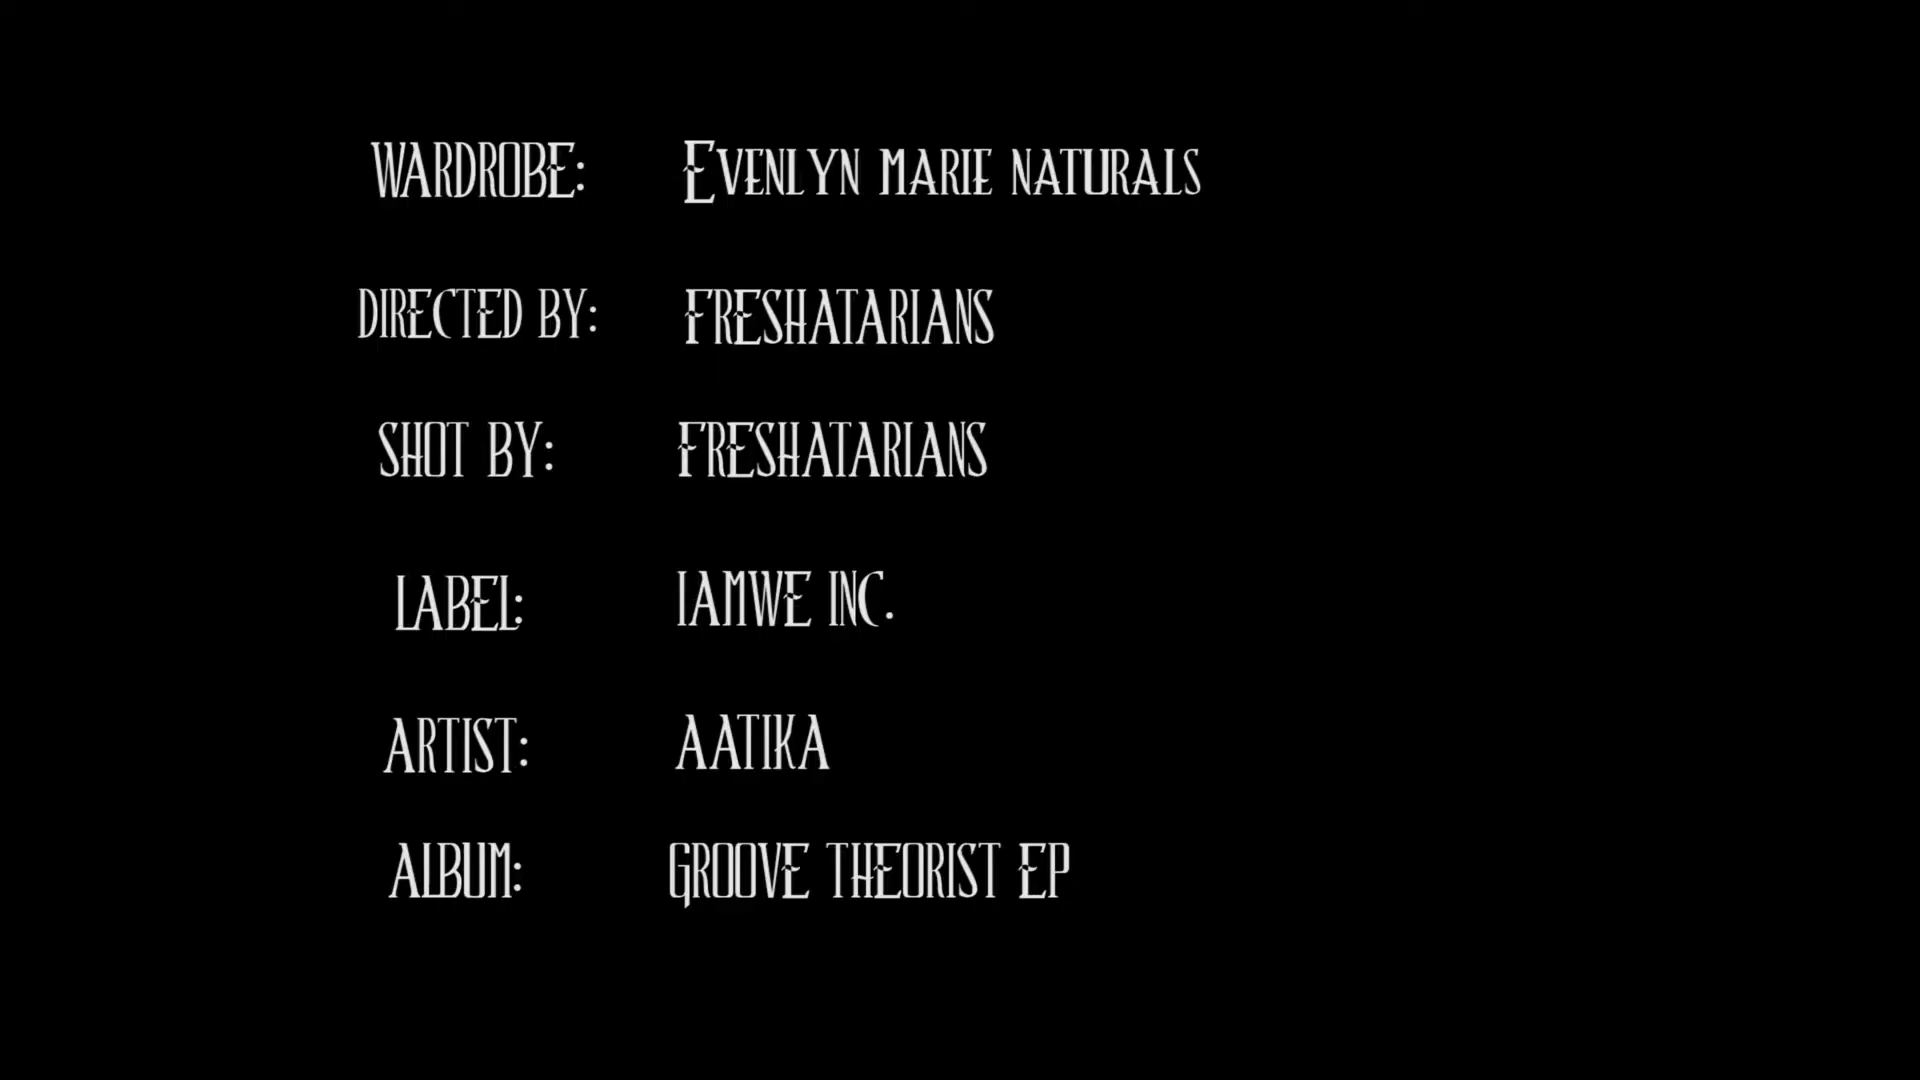 WARDROBE: EVENLYN MARIE NATURALS
DIRECTED BY: FRESHATARIANS
SHOT BY: FRESHATARIANS
LABEL: IAMWE INC.
ARTIST: AATIKA
ALBUM: GROOVE THEORIST EP